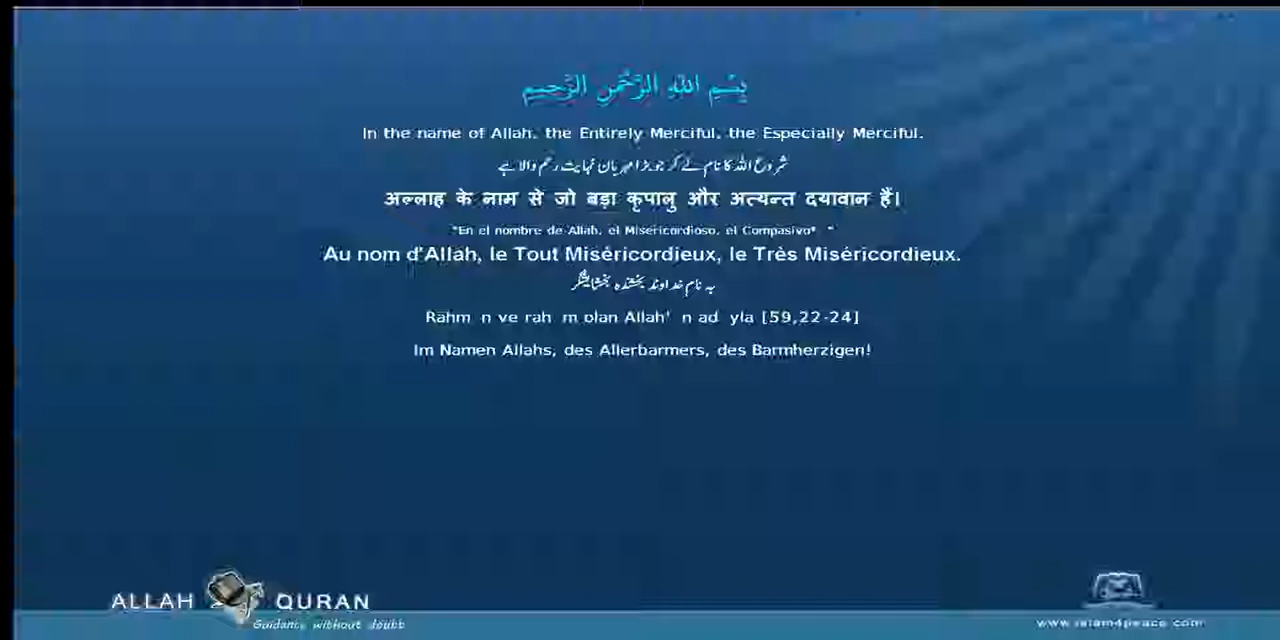 بِسْمِ اللَّهِ الرَّحْمَٰنِ الرَّحِيمِ
In the name of Allah, the Entirely Merciful, the Especially Merciful.
شروع اللہ کا نام لے کر جو بڑا مہربان نہایت رحم والا ہے
अल्लाह के नाम से जो बड़ा कृपालु और अत्यन्त दयावान हैं।
"En el nombre de Allah, el Misericordioso, el Compasivo" "
Au nom d'Allah, le Tout Miséricordieux, le Très Miséricordieux.
به نام خداوند بخشنده بخشایشگر
Rahm n ve rah m olan Allah' n ad yla [59,22-24]
Im Namen Allahs, des Allerbarmers, des Barmherzigen!
ALLAH QURAN
Guidance without doubt
www.islam4peace.com